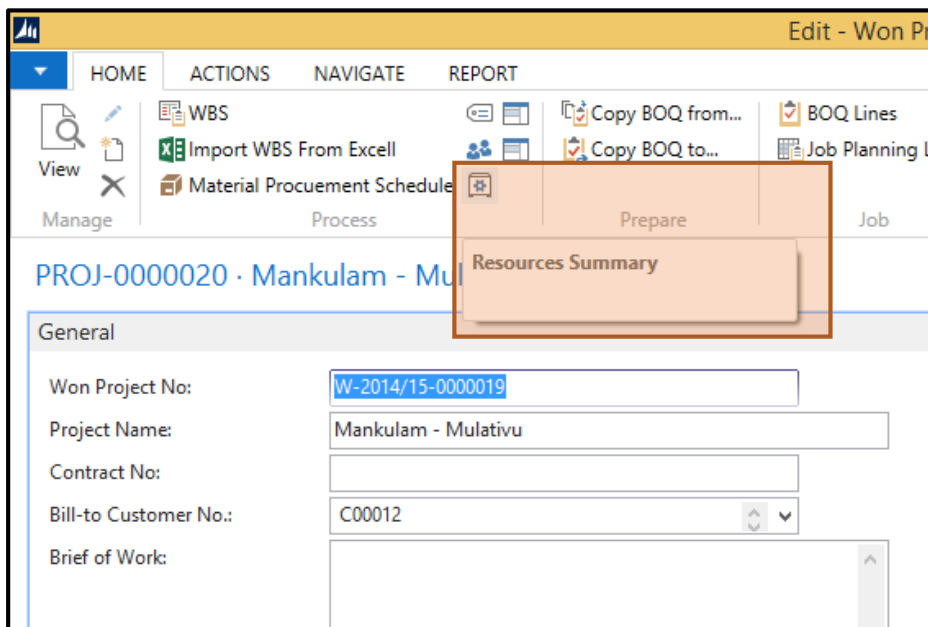 Edit - Won Pr
HOME ACTIONS NAVIGATE REPORT
View
WBS
Import WBS From Excell
Material Procuement Schedule
Copy BOQ from...
Copy BOQ to...
BOQ Lines
Job Planning L
Manage Process Prepare Job
Resources Summary
PROJ-0000020 · Mankulam - Mul
General
Won Project No: W-2014/15-0000019
Project Name: Mankulam - Mulativu
Contract No:
Bill-to Customer No.: C00012
Brief of Work: